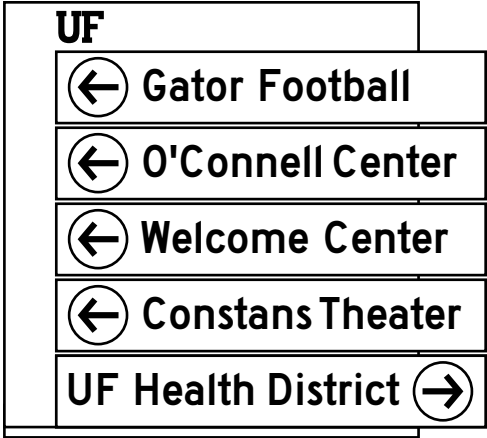 UF
Gator Football
O'Connell Center
Welcome Center
Constans Theater
UF Health District